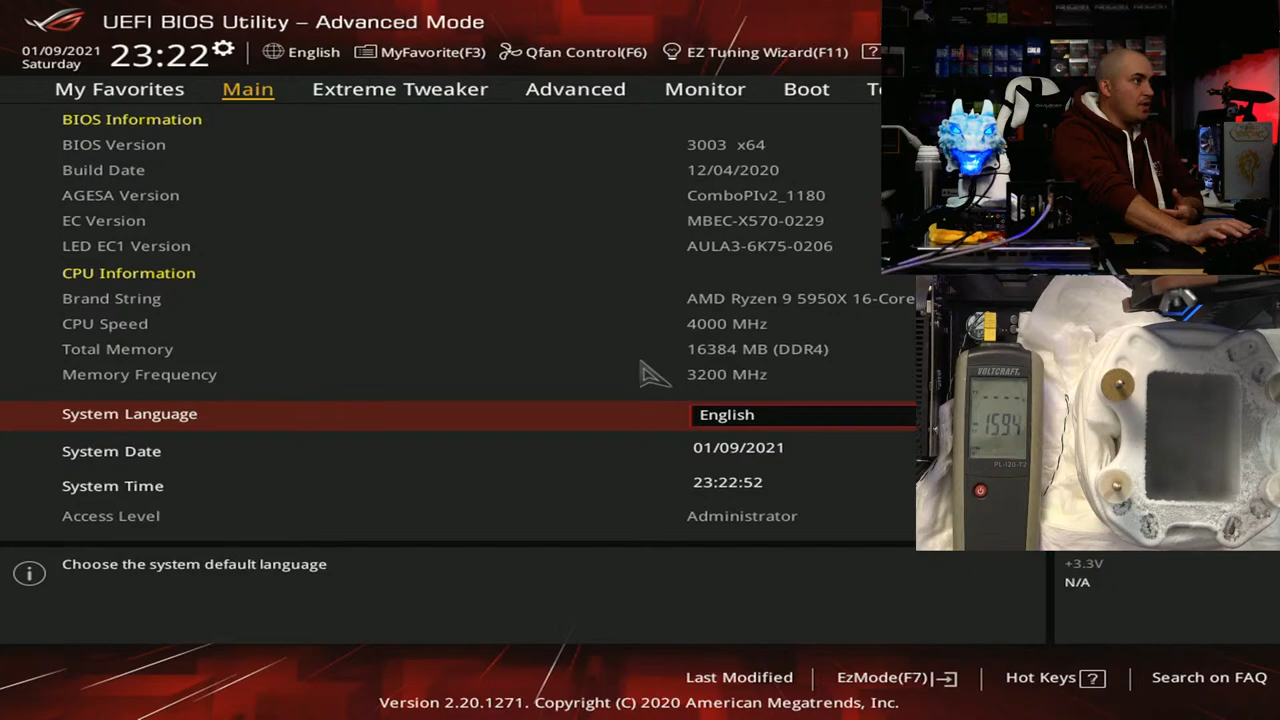 UEFI BIOS Utility – Advanced Mode
01/09/2021 Saturday 23:22 English MyFavorite(F3) Qfan Control(F6) EZ Tuning Wizard(F11) ?
My Favorites Main Extreme Tweaker Advanced Monitor Boot
BIOS Information
BIOS Version 3003 x64
Build Date 12/04/2020
AGESA Version ComboPIv2_1180
EC Version MBEC-X570-0229
LED EC1 Version AULA3-6K75-0206
CPU Information
Brand String AMD Ryzen 9 5950X 16-Core
CPU Speed 4000 MHz
Total Memory 16384 MB (DDR4)
Memory Frequency 3200 MHz
System Language English
System Date 01/09/2021
System Time 23:22:52
Access Level Administrator
VOLTCRAFT
PL-120-T2
Choose the system default language
+3.3V
N/A
Last Modified EzMode(F7) Hot Keys ? Search on FAQ
Version 2.20.1271. Copyright (C) 2020 American Megatrends, Inc.